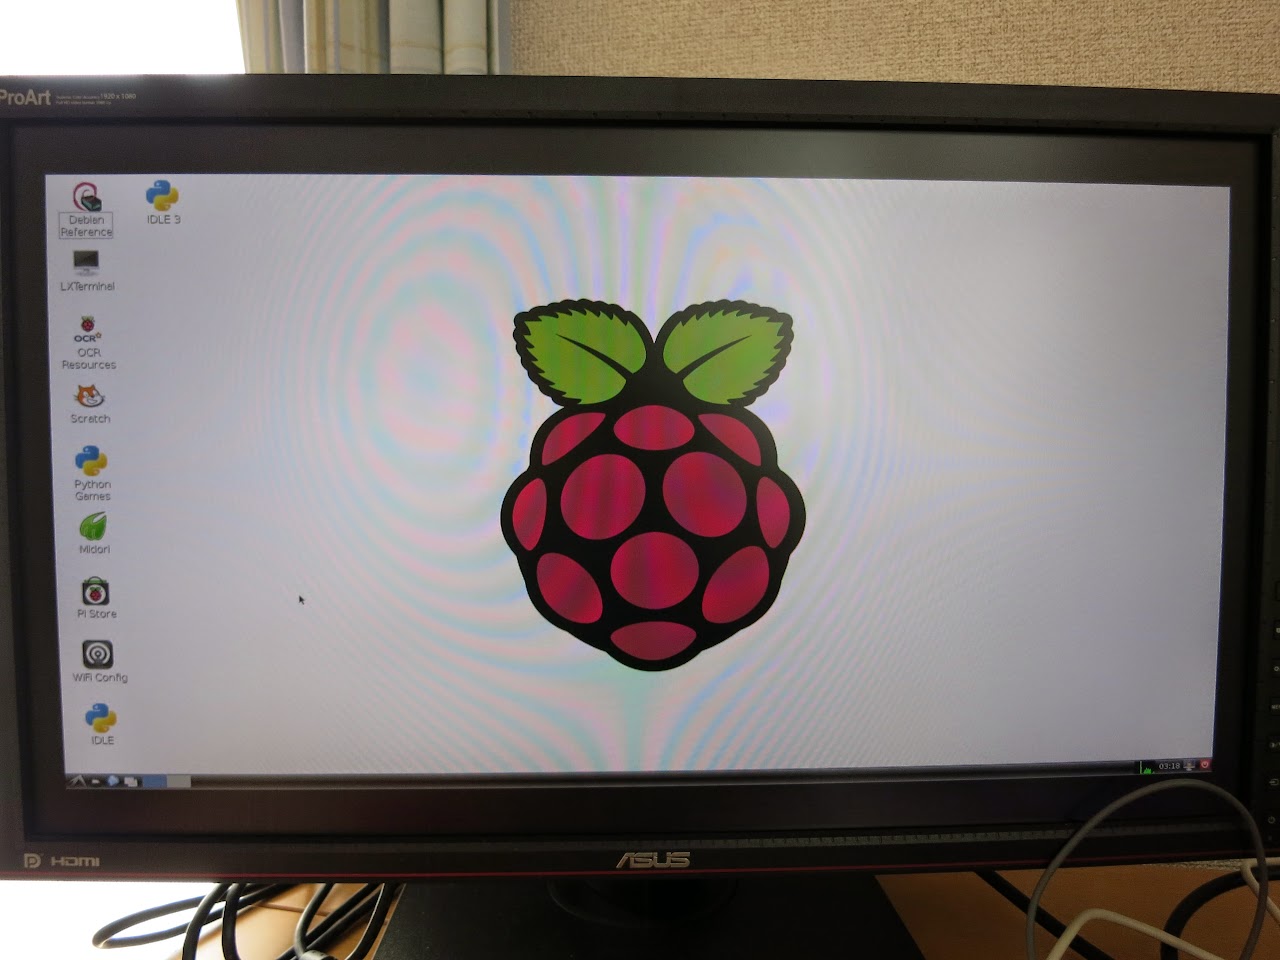 ProArt
1920 x 1080
Debian
Reference
IDLE 3
LXTerminal
OCR
OCR
Resources
Scratch
Python
Games
Midori
Pi Store
WiFi Config
IDLE
03:18
HDMI
ASUS